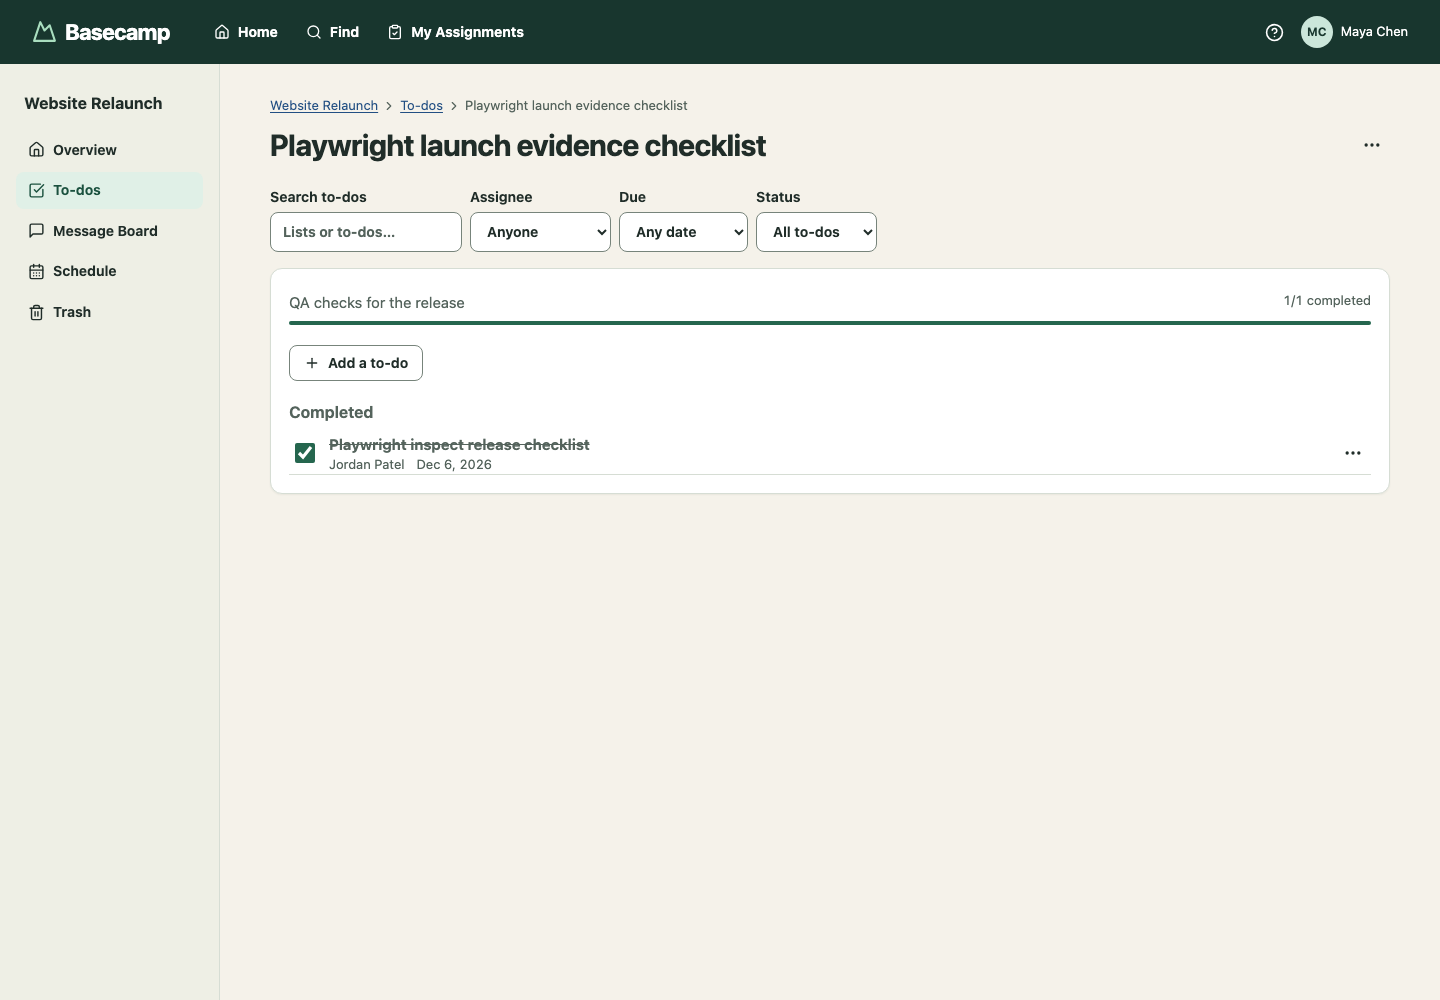 Basecamp
Home
Find
My Assignments
MC
Maya Chen
Website Relaunch
Overview
To-dos
Message Board
Schedule
Trash
Website Relaunch > To-dos > Playwright launch evidence checklist
Playwright launch evidence checklist
Search to-dos
Assignee
Due
Status
Lists or to-dos...
Anyone
Any date
All to-dos
QA checks for the release
1/1 completed
Add a to-do
Completed
Playwright inspect release checklist
Jordan Patel Dec 6, 2026